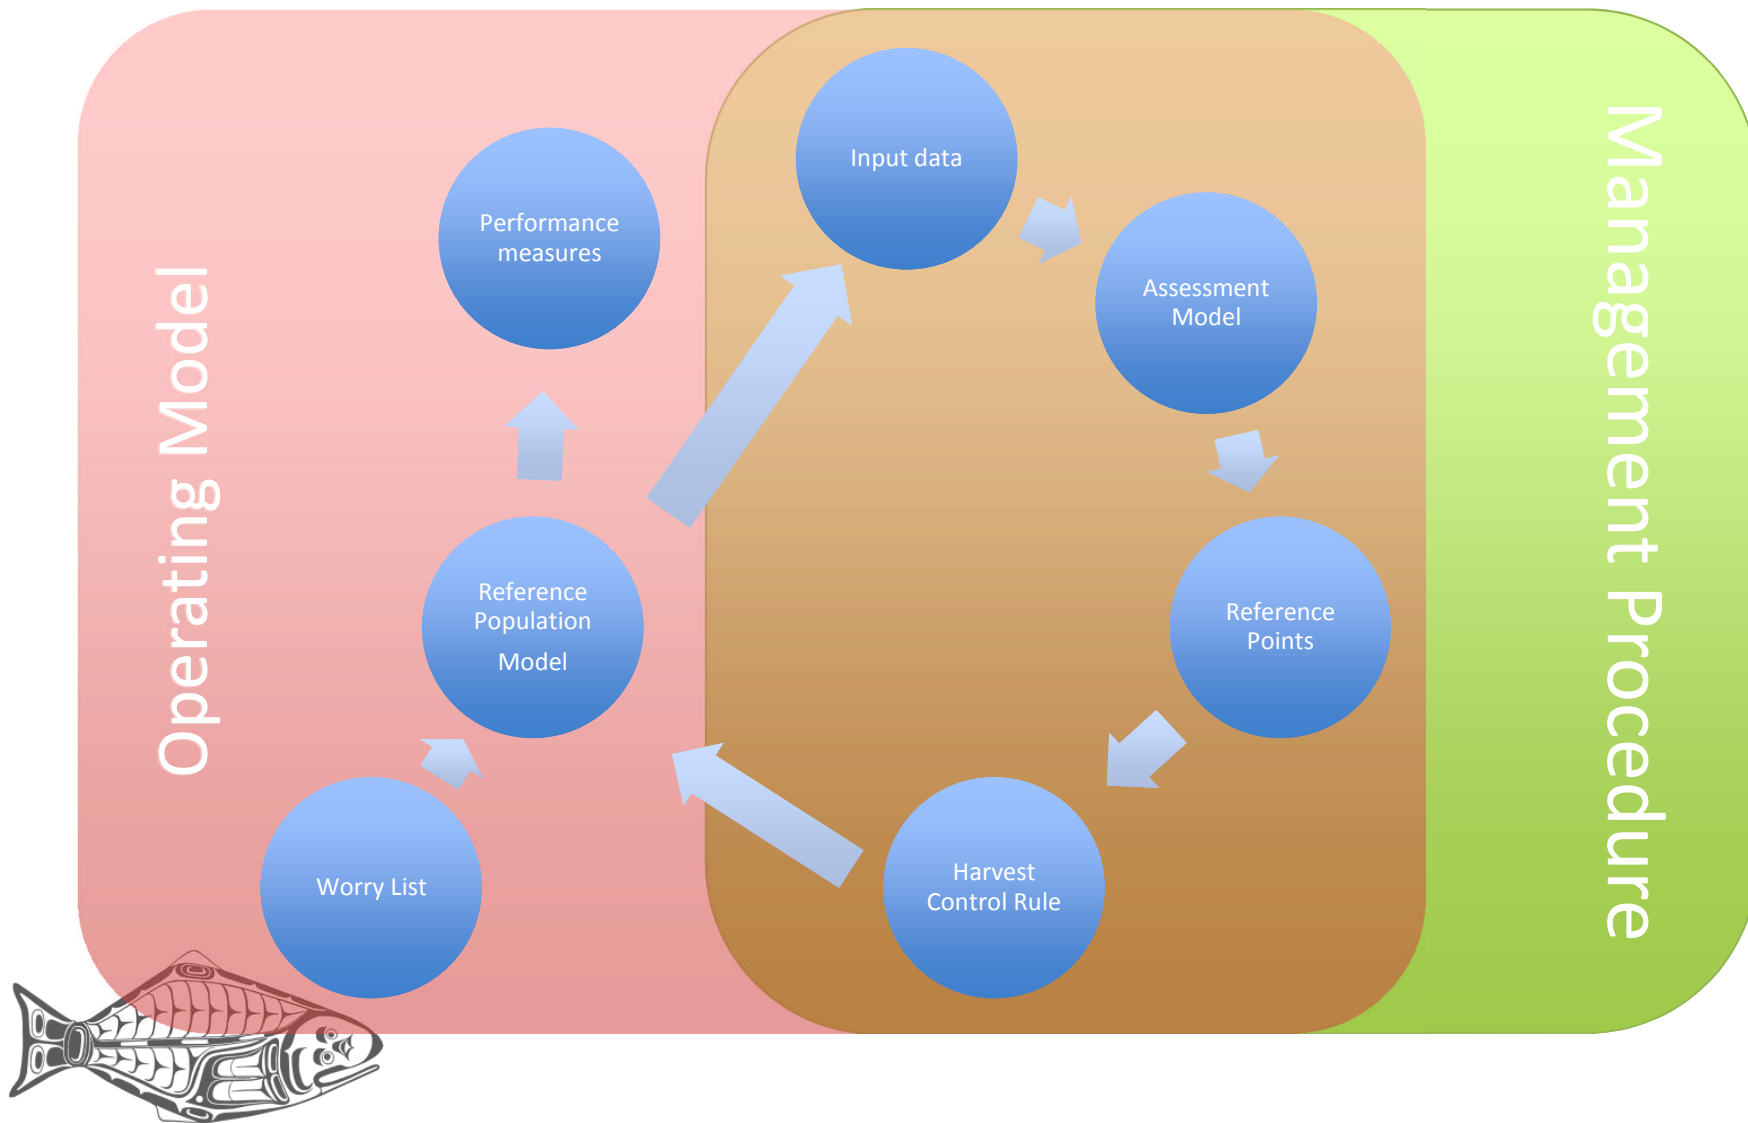 Operating Model
Performance
measures
Reference
Population
Model
Worry List
Input data
Assessment
Model
Reference
Points
Harvest
Control Rule
Management Procedure